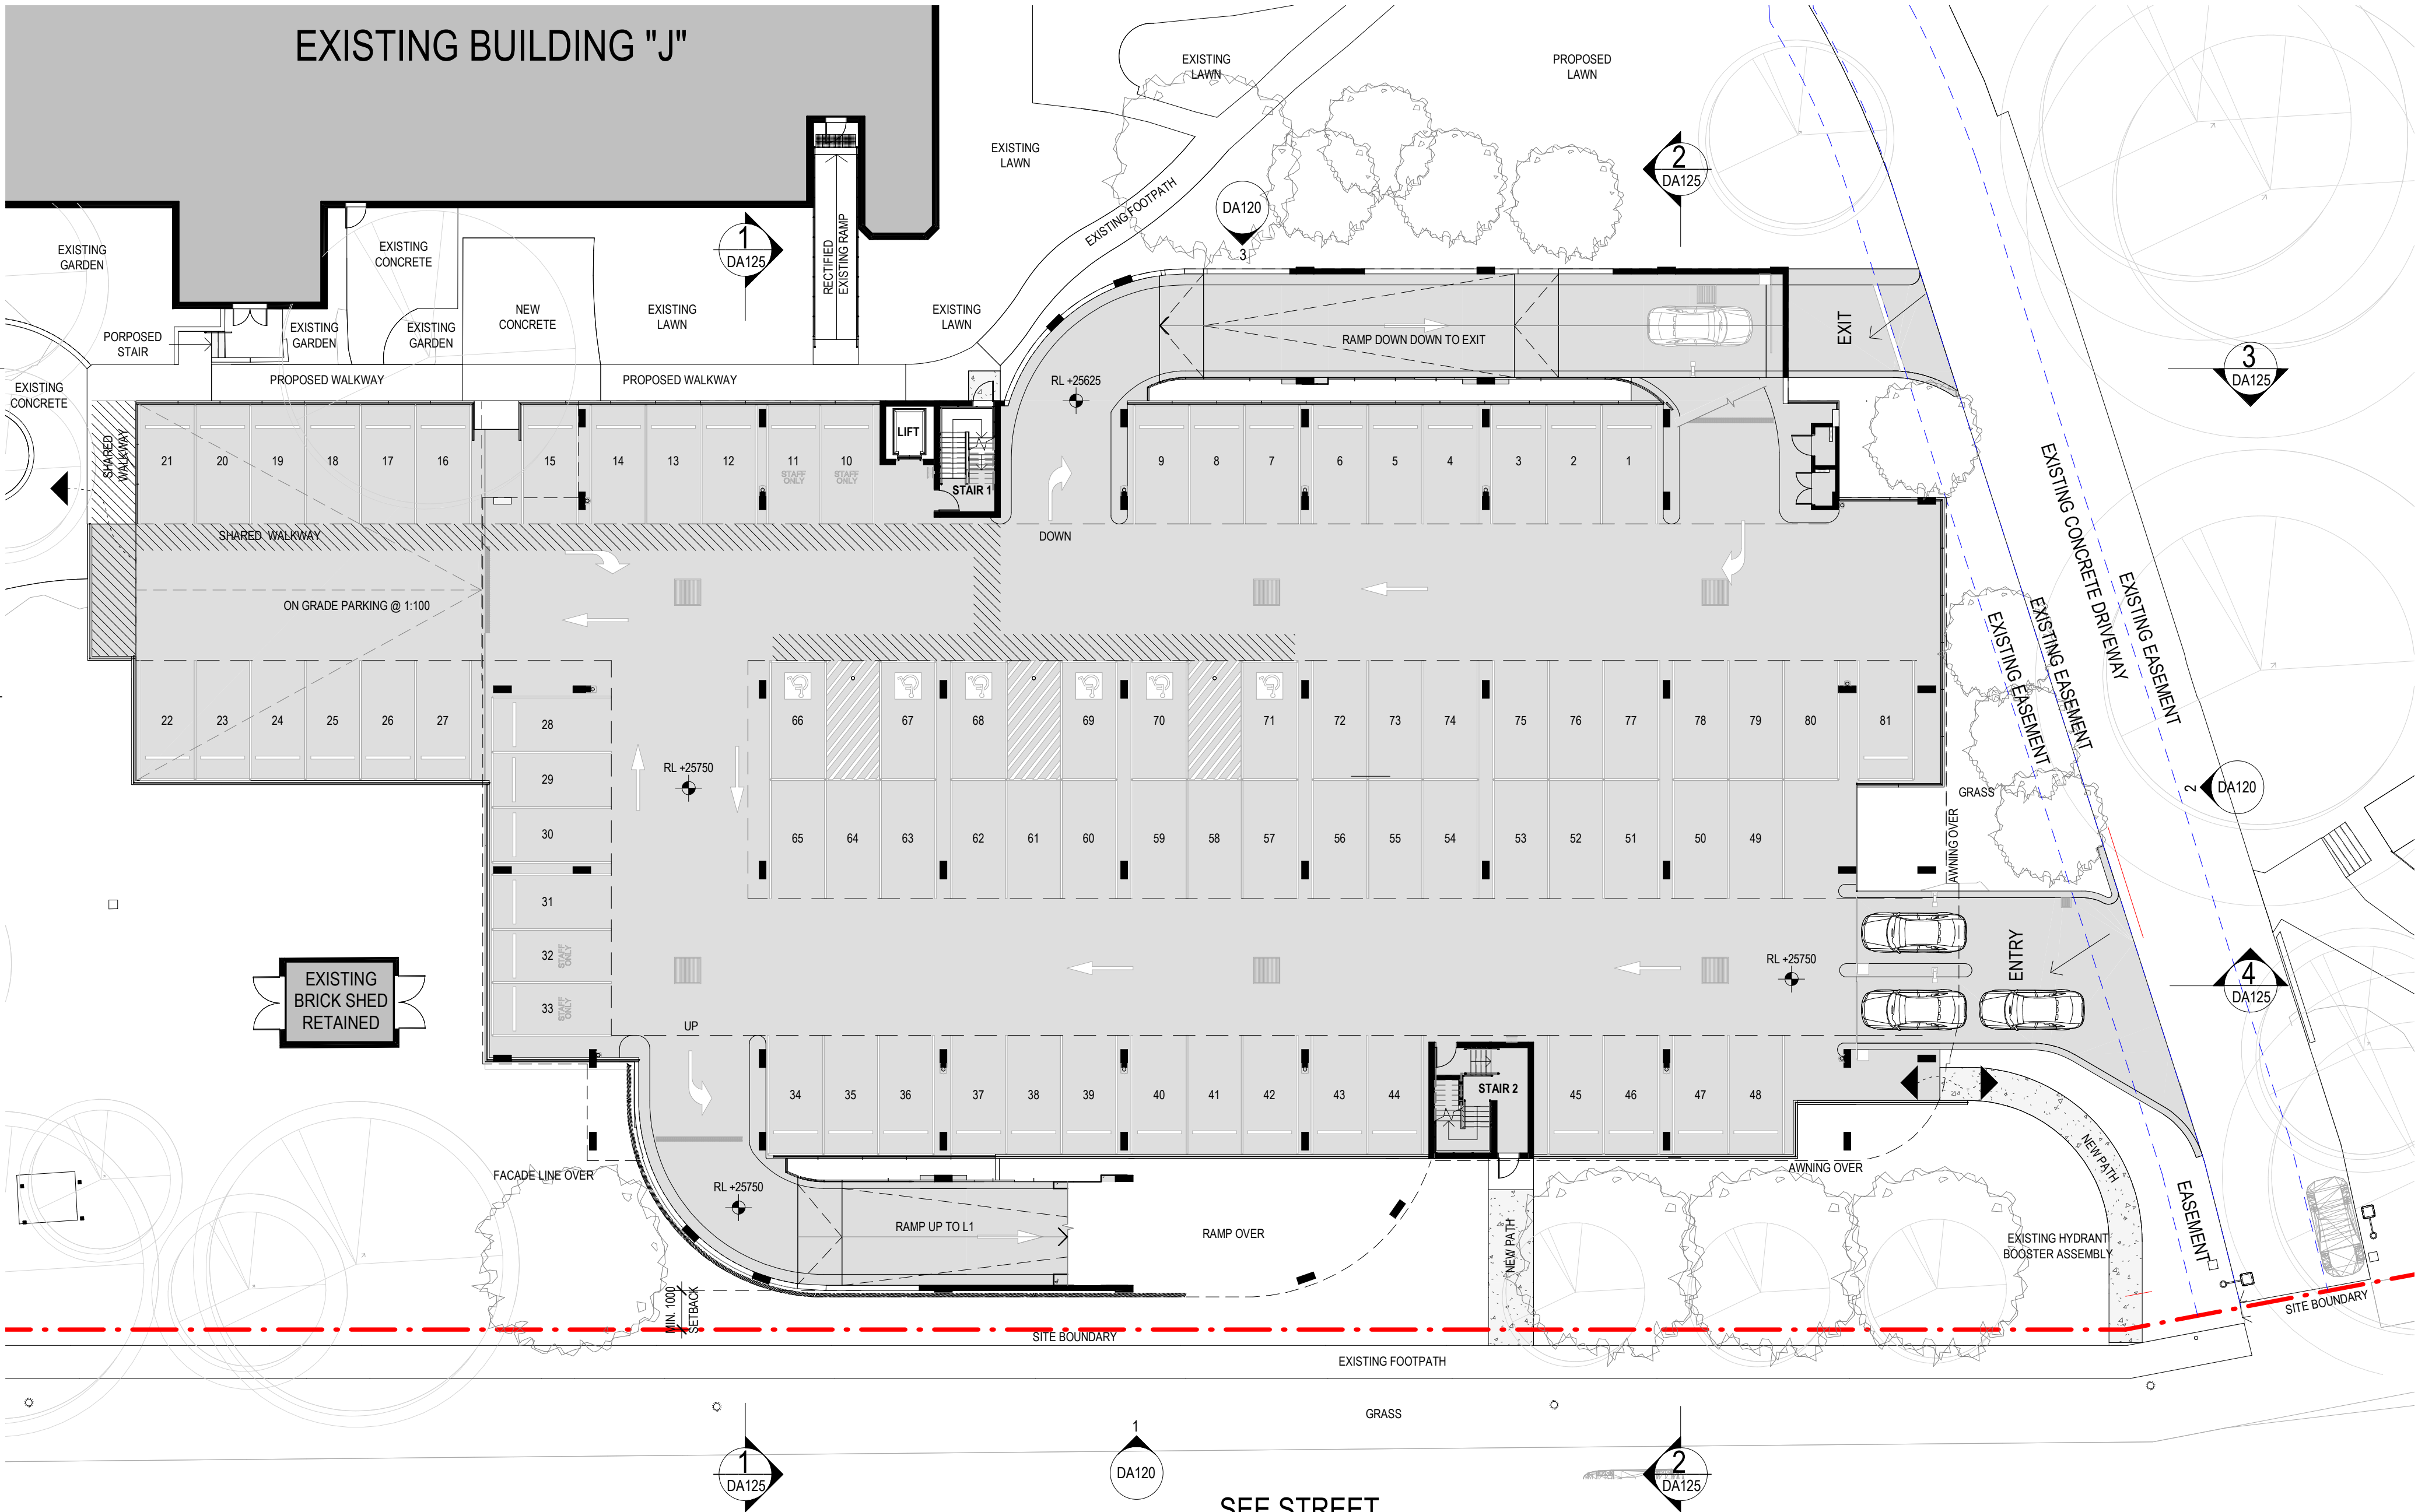 EXISTING BUILDING "J"
EXISTING
LAWN
PROPOSED
LAWN
EXISTING
LAWN
2
DA125
EXISTING FOOTPATH
DA120
3
1
DA125
RECTIFIED
EXISTING RAMP
EXISTING
GARDEN
EXISTING
CONCRETE
NEW
CONCRETE
EXISTING
LAWN
EXISTING
LAWN
PORPOSED
STAIR
EXISTING
GARDEN
EXISTING
GARDEN
RAMP DOWN DOWN TO EXIT
EXIT
3
DA125
EXISTING
CONCRETE
PROPOSED WALKWAY
PROPOSED WALKWAY
RL +25625
SHARED
WALKWAY
21
20
19
18
17
16
15
14
13
12
11
STAFF
ONLY
10
STAFF
ONLY
LIFT
STAIR 1
9
8
7
6
5
4
3
2
1
SHARED WALKWAY
DOWN
EXISTING CONCRETE DRIVEWAY
EXISTING EASEMENT
EXISTING EASEMENT
EXISTING EASEMENT
ON GRADE PARKING @ 1:100
22
23
24
25
26
27
28
29
30
31
32
STAFF
ONLY
33
STAFF
ONLY
RL +25750
66
67
68
69
70
71
72
73
74
75
76
77
78
79
80
81
65
64
63
62
61
60
59
58
57
56
55
54
53
52
51
50
49
GRASS
AWNING OVER
2
DA120
EXISTING
BRICK SHED
RETAINED
RL +25750
ENTRY
4
DA125
UP
34
35
36
37
38
39
40
41
42
43
44
STAIR 2
45
46
47
48
NEW PATH
FACADE LINE OVER
AWNING OVER
RL +25750
RAMP UP TO L1
RAMP OVER
NEW PATH
EXISTING HYDRANT
BOOSTER ASSEMBLY
EASEMENT
MIN. 1000
SETBACK
SITE BOUNDARY
SITE BOUNDARY
EXISTING FOOTPATH
GRASS
1
DA125
1
DA120
2
DA125
SEE STREET